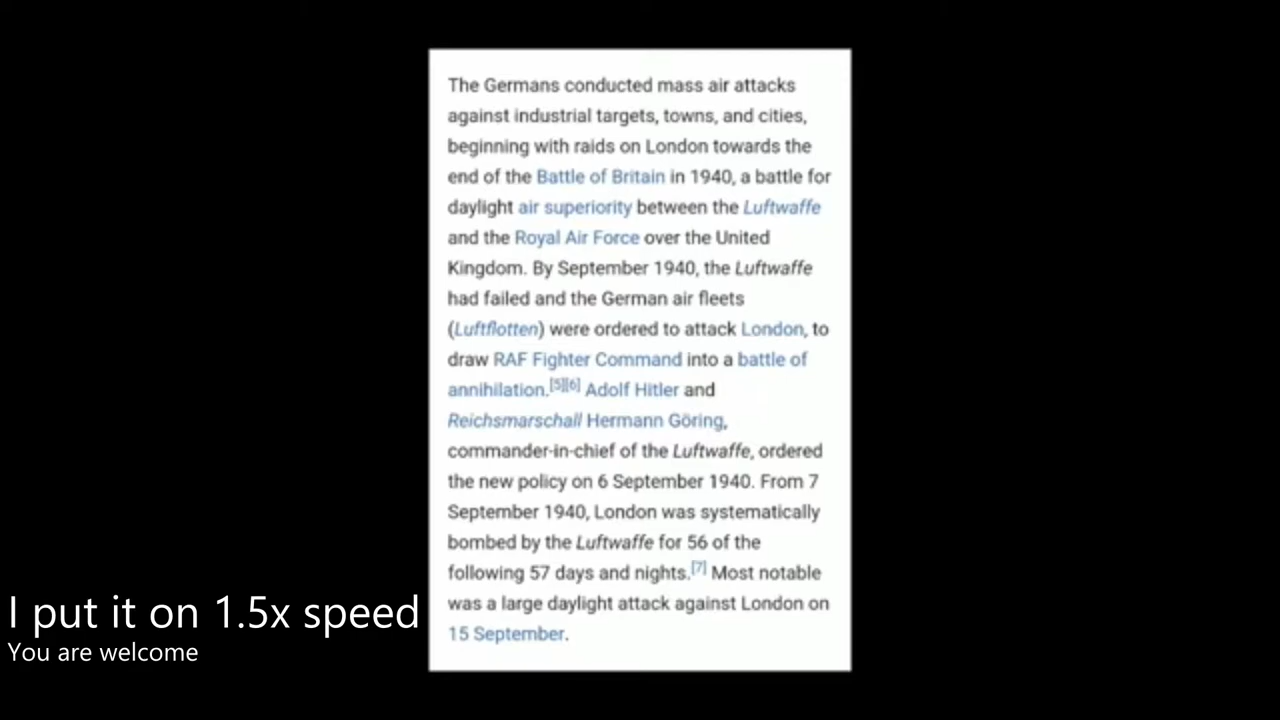 The Germans conducted mass air attacks
against industrial targets, towns, and cities,
beginning with raids on London towards the
end of the Battle of Britain in 1940, a battle for
daylight air superiority between the Luftwaffe
and the Royal Air Force over the United
Kingdom. By September 1940, the Luftwaffe
had failed and the German air fleets
(Luftflotten) were ordered to attack London, to
draw RAF Fighter Command into a battle of
annihilation.[5][6] Adolf Hitler and
Reichsmarschall Hermann Göring,
commander-in-chief of the Luftwaffe, ordered
the new policy on 6 September 1940. From 7
September 1940, London was systematically
bombed by the Luftwaffe for 56 of the
following 57 days and nights.[7] Most notable
was a large daylight attack against London on
15 September.
I put it on 1.5x speed
You are welcome